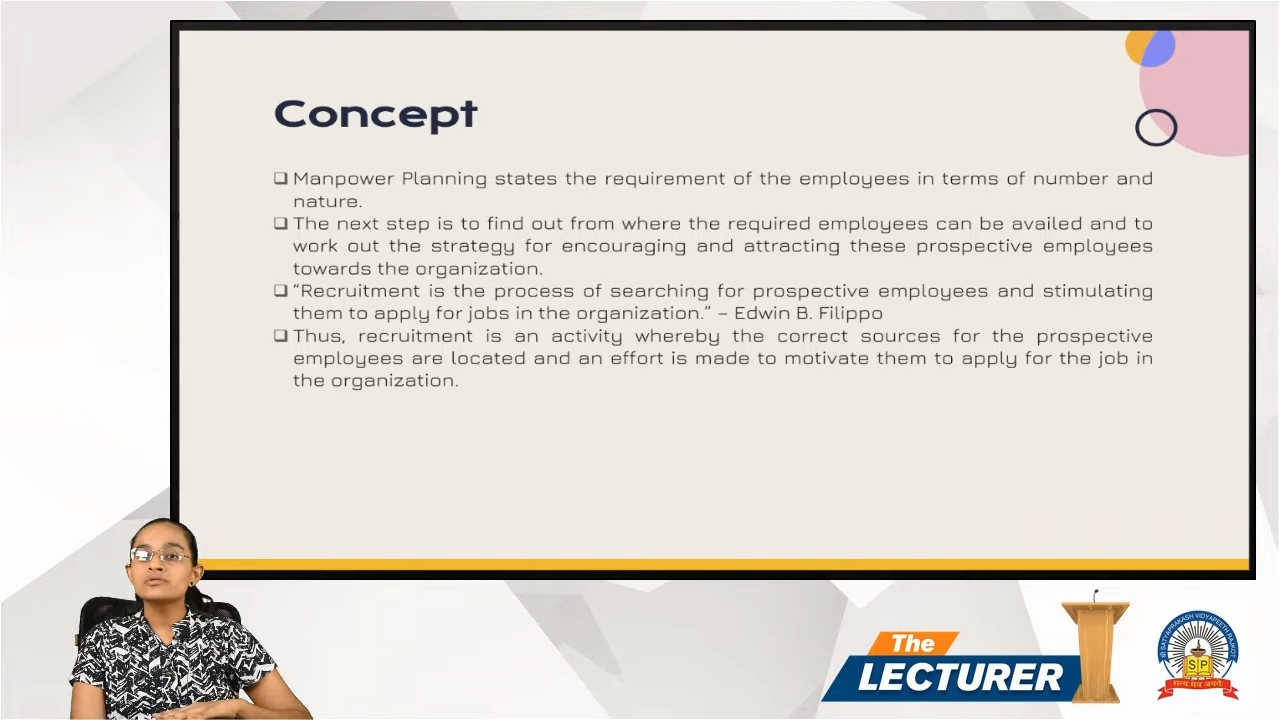 Concept
❑ Manpower Planning states the requirement of the employees in terms of number and
nature.
❑ The next step is to find out from where the required employees can be availed and to
work out the strategy for encouraging and attracting these prospective employees
towards the organization.
❑ “Recruitment is the process of searching for prospective employees and stimulating
them to apply for jobs in the organization.” – Edwin B. Filippo
❑ Thus, recruitment is an activity whereby the correct sources for the prospective
employees are located and an effort is made to motivate them to apply for the job in
the organization.
The
LECTURER
SATYAPRAKASH VIDYAPEETH RAJKOT
S P
सत्य मेव जयते